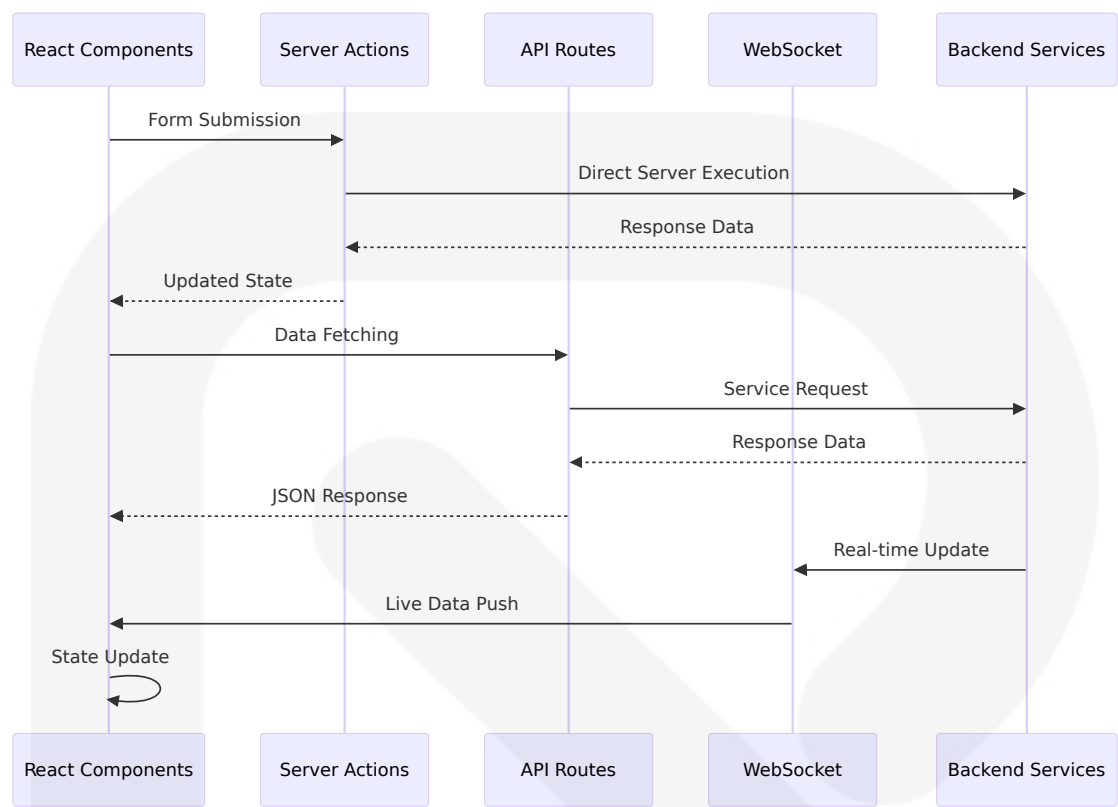 React Components
Server Actions
API Routes
WebSocket
Backend Services
Form Submission
Direct Server Execution
Response Data
Updated State
Data Fetching
Service Request
Response Data
JSON Response
Real-time Update
Live Data Push
State Update
React Components
Server Actions
API Routes
WebSocket
Backend Services